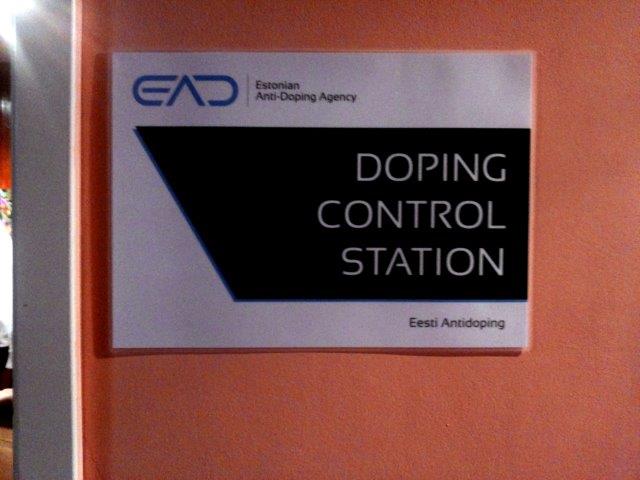 EAD
Estonian
Anti-Doping Agency
DOPING
CONTROL
STATION
Eesti Antidoping